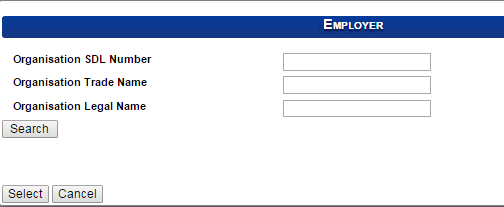 EMPLOYER
Organisation SDL Number
Organisation Trade Name
Organisation Legal Name
Search
Select Cancel